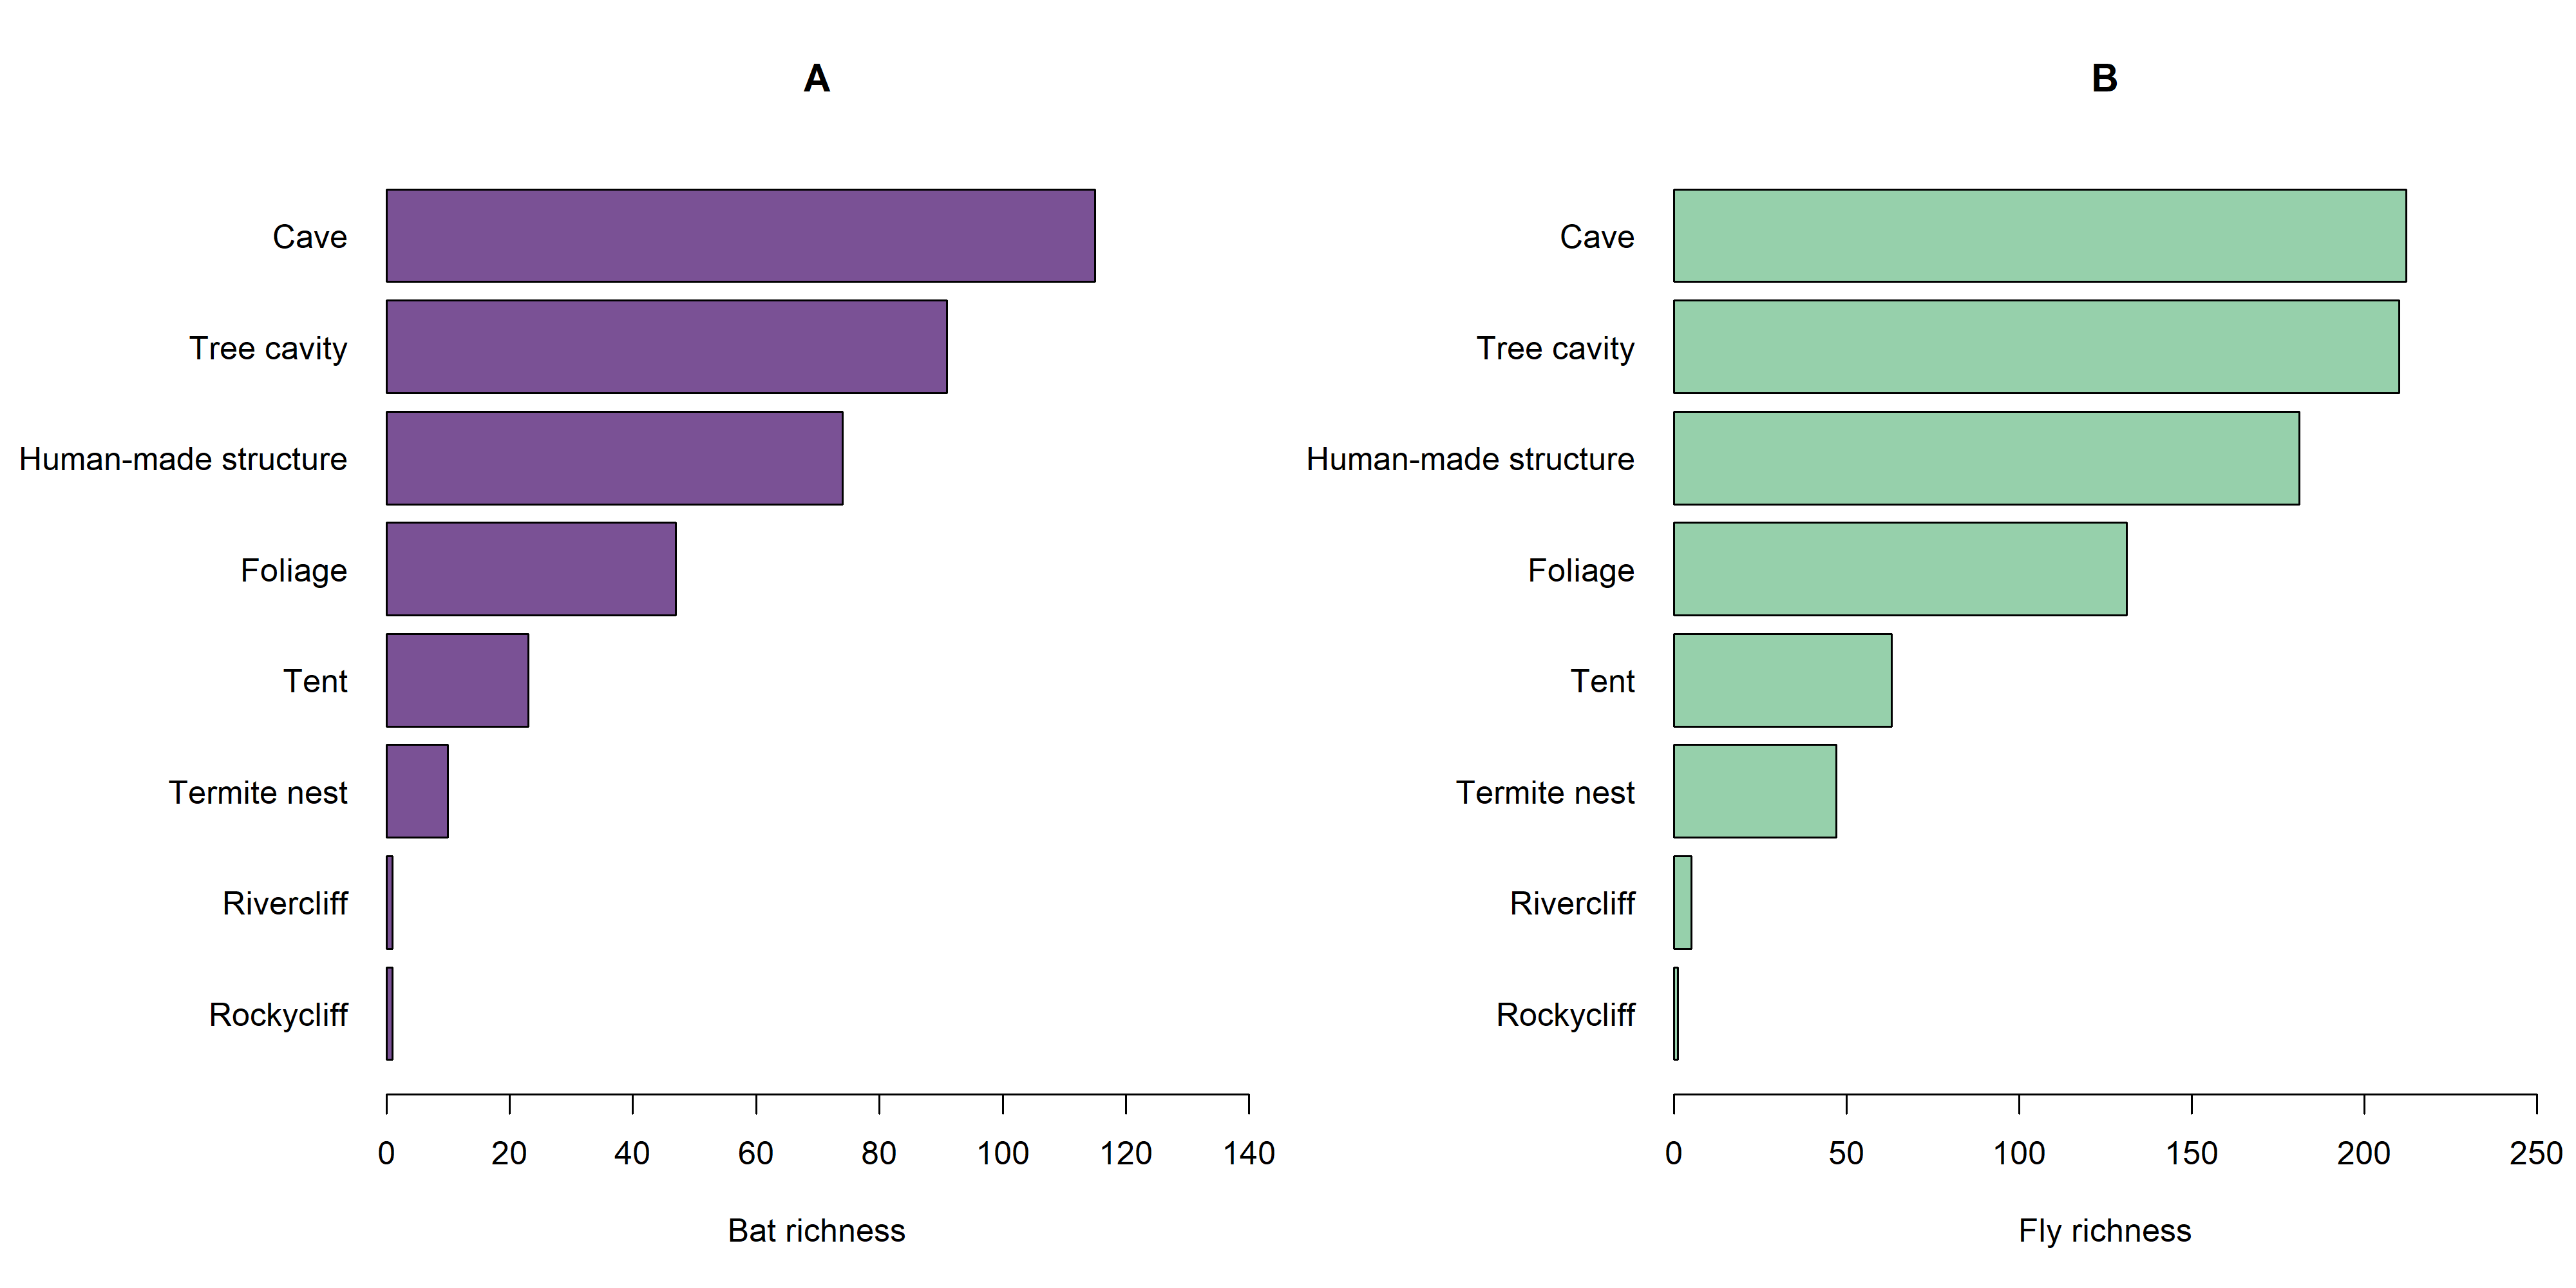 A
Cave
Tree cavity
Human-made structure
Foliage
Tent
Termite nest
Rivercliff
Rockycliff
0 20 40 60 80 100 120 140
Bat richness
B
Cave
Tree cavity
Human-made structure
Foliage
Tent
Termite nest
Rivercliff
Rockycliff
0 50 100 150 200 250
Fly richness